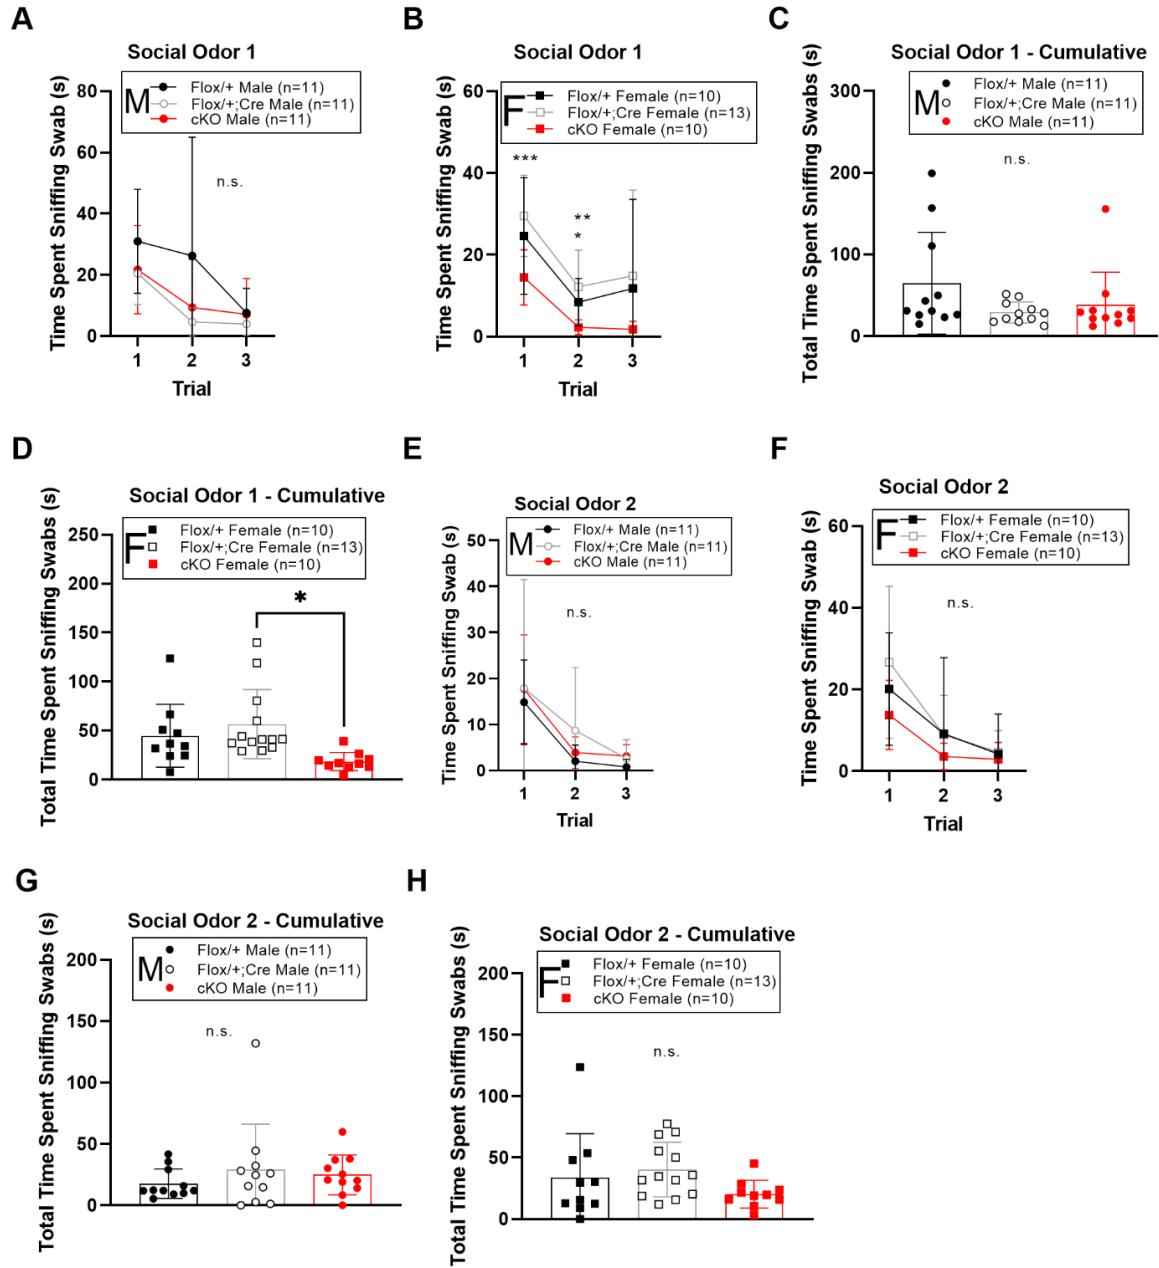 A
Social Odor 1
M
Flox/+ Male (n=11)
Flox/+;Cre Male (n=11)
cKO Male (n=11)
Time Spent Sniffing Swab (s)
80
60
40
20
0
n.s.
1 2 3
Trial
B
Social Odor 1
F
Flox/+ Female (n=10)
Flox/+;Cre Female (n=13)
cKO Female (n=10)
Time Spent Sniffing Swab (s)
60
40
20
0
***
**
*
1 2 3
Trial
C
Social Odor 1 - Cumulative
M
Flox/+ Male (n=11)
Flox/+;Cre Male (n=11)
cKO Male (n=11)
Total Time Spent Sniffing Swabs (s)
300
200
100
0
n.s.
D
Social Odor 1 - Cumulative
F
Flox/+ Female (n=10)
Flox/+;Cre Female (n=13)
cKO Female (n=10)
Total Time Spent Sniffing Swabs (s)
250
200
150
100
50
0
*
E
Social Odor 2
M
Flox/+ Male (n=11)
Flox/+;Cre Male (n=11)
cKO Male (n=11)
Time Spent Sniffing Swab (s)
50
40
30
20
10
0
n.s.
1 2 3
Trial
F
Social Odor 2
F
Flox/+ Female (n=10)
Flox/+;Cre Female (n=13)
cKO Female (n=10)
Time Spent Sniffing Swab (s)
60
40
20
0
n.s.
1 2 3
Trial
G
Social Odor 2 - Cumulative
M
Flox/+ Male (n=11)
Flox/+;Cre Male (n=11)
cKO Male (n=11)
Total Time Spent Sniffing Swabs (s)
200
150
100
50
0
n.s.
H
Social Odor 2 - Cumulative
F
Flox/+ Female (n=10)
Flox/+;Cre Female (n=13)
cKO Female (n=10)
Total Time Spent Sniffing Swabs (s)
200
150
100
50
0
n.s.